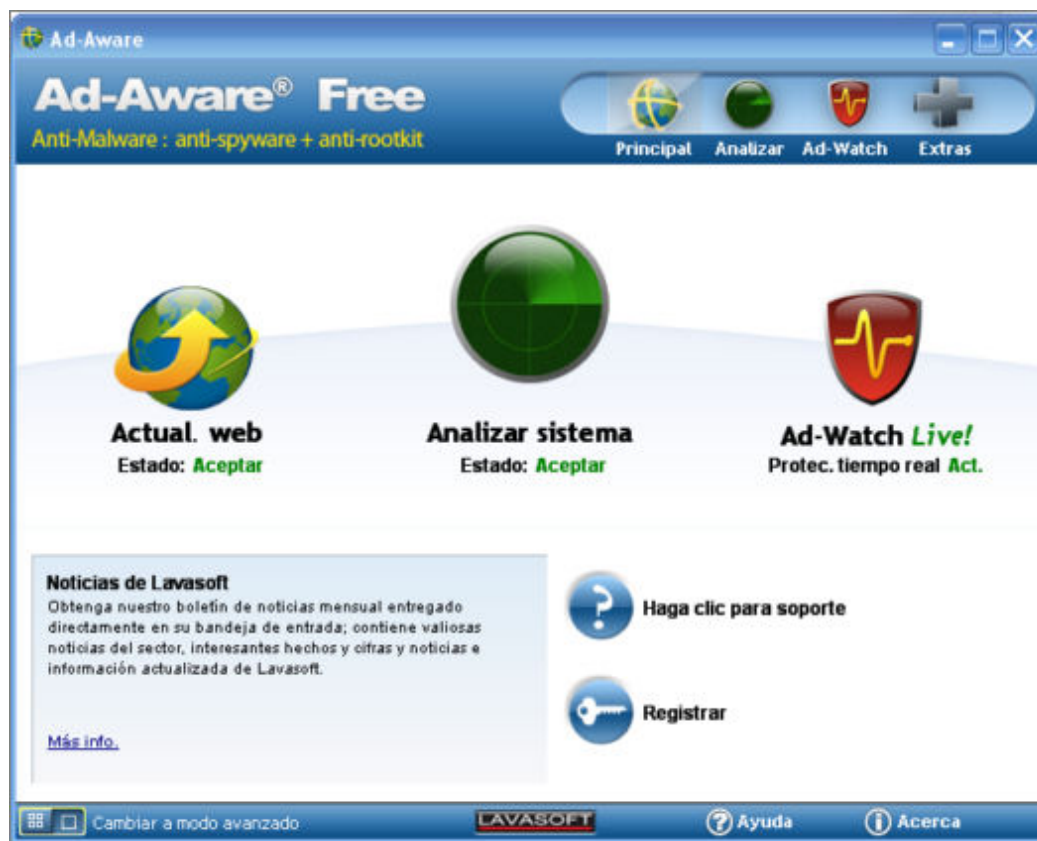 Ad-Aware
Ad-Aware® Free
Anti-Malware : anti-spyware + anti-rootkit
Principal Analizar Ad-Watch Extras
Actual. web
Estado: Aceptar
Analizar sistema
Estado: Aceptar
Ad-Watch Live!
Protec. tiempo real Act.
Noticias de Lavasoft
Obtenga nuestro boletín de noticias mensual entregado
directamente en su bandeja de entrada; contiene valiosas
noticias del sector, interesantes hechos y cifras y noticias e
información actualizada de Lavasoft.
Más info.
Haga clic para soporte
Registrar
Cambiar a modo avanzado
LAVASOFT
Ayuda
Acerca